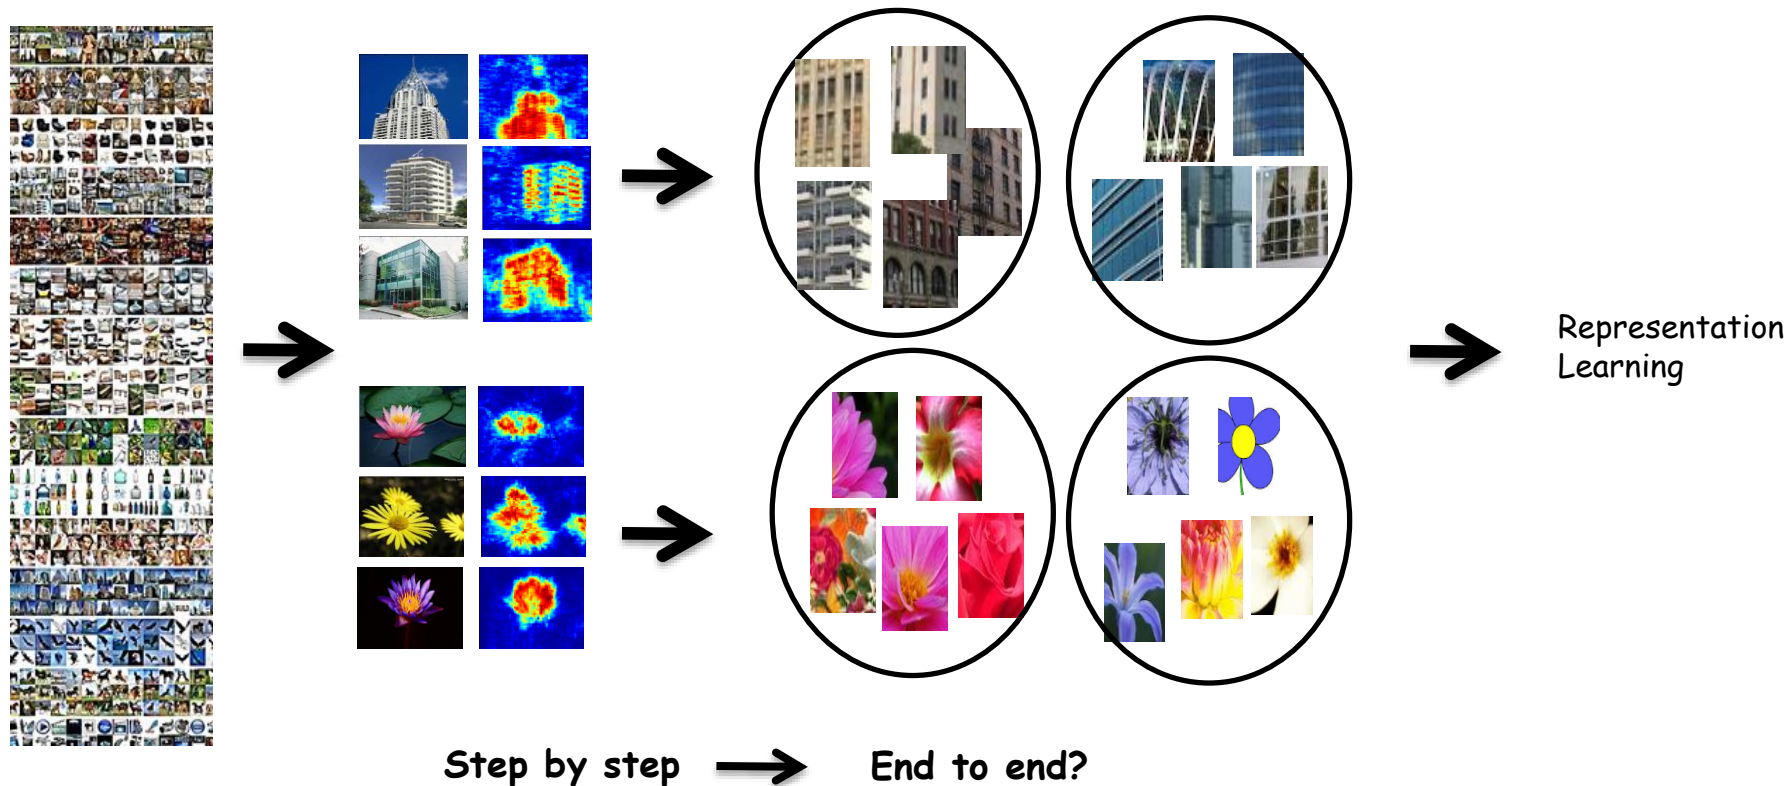 Representation
Learning
Step by step
End to end?